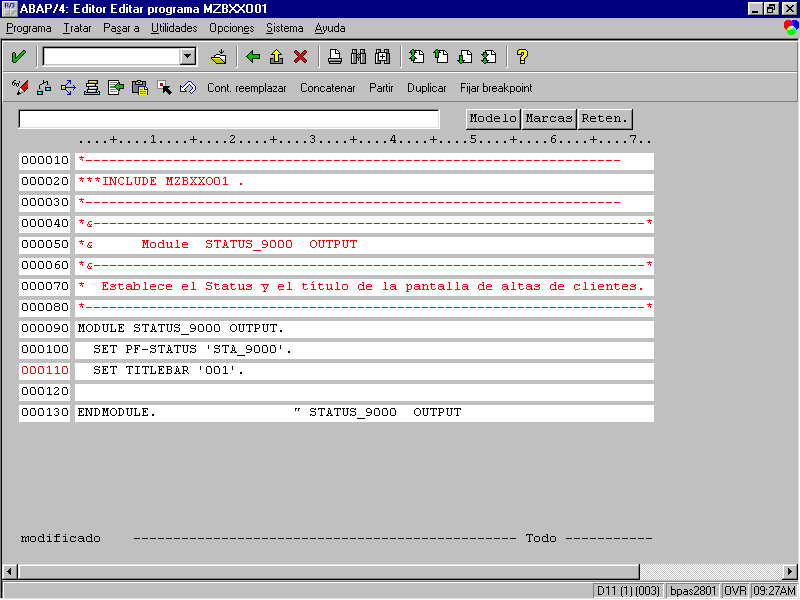 R/3 ABAP/4: Editor Editar programa MZBXXO01
Programa Tratar Pasar a Utilidades Opciones Sistema Ayuda
Cont. reemplazar Concatenar Partir Duplicar Fijar breakpoint
Modelo Marcas Reten.
....+....1....+....2....+....3....+....4....+....5....+....6....+....7..
000010 *--------------------------------------------------------------------
000020 ***INCLUDE MZBXXO01 .
000030 *--------------------------------------------------------------------
000040 *&----------------------------------------------------------------------*
000050 *&      Module  STATUS_9000  OUTPUT
000060 *&----------------------------------------------------------------------*
000070 *  Establece el Status y el título de la pantalla de altas de clientes.
000080 *-----------------------------------------------------------------------*
000090 MODULE STATUS_9000 OUTPUT.
000100   SET PF-STATUS 'STA_9000'.
000110   SET TITLEBAR '001'.
000120
000130 ENDMODULE.                 " STATUS_9000  OUTPUT
modificado    ------------------------------------------------ Todo -----------
D11 (1) (003) bpas2801 OVR 09:27AM